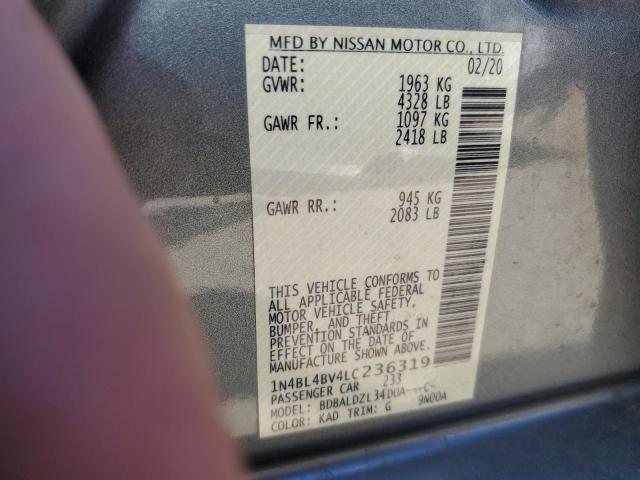 MFD BY NISSAN MOTOR CO., LTD.
DATE: 02/20
GVWR: 1963 KG
4328 LB
GAWR FR.: 1097 KG
2418 LB
GAWR RR.: 945 KG
2083 LB
THIS VEHICLE CONFORMS TO
ALL APPLICABLE FEDERAL
MOTOR VEHICLE SAFETY,
BUMPER, AND THEFT
PREVENTION STANDARDS IN
EFFECT ON THE DATE OF
MANUFACTURE SHOWN ABOVE.
1N4BL4BV4LC236319
PASSENGER CAR 233
MODEL: BDBALDZL34DUA---C-
COLOR: KAD TRIM: G 9N00A